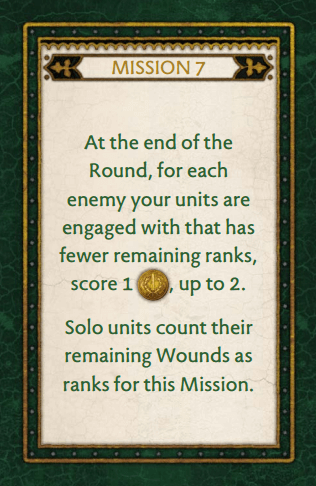 MISSION 7
At the end of the
Round, for each
enemy your units are
engaged with that has
fewer remaining ranks,
score 1 , up to 2.
Solo units count their
remaining Wounds as
ranks for this Mission.